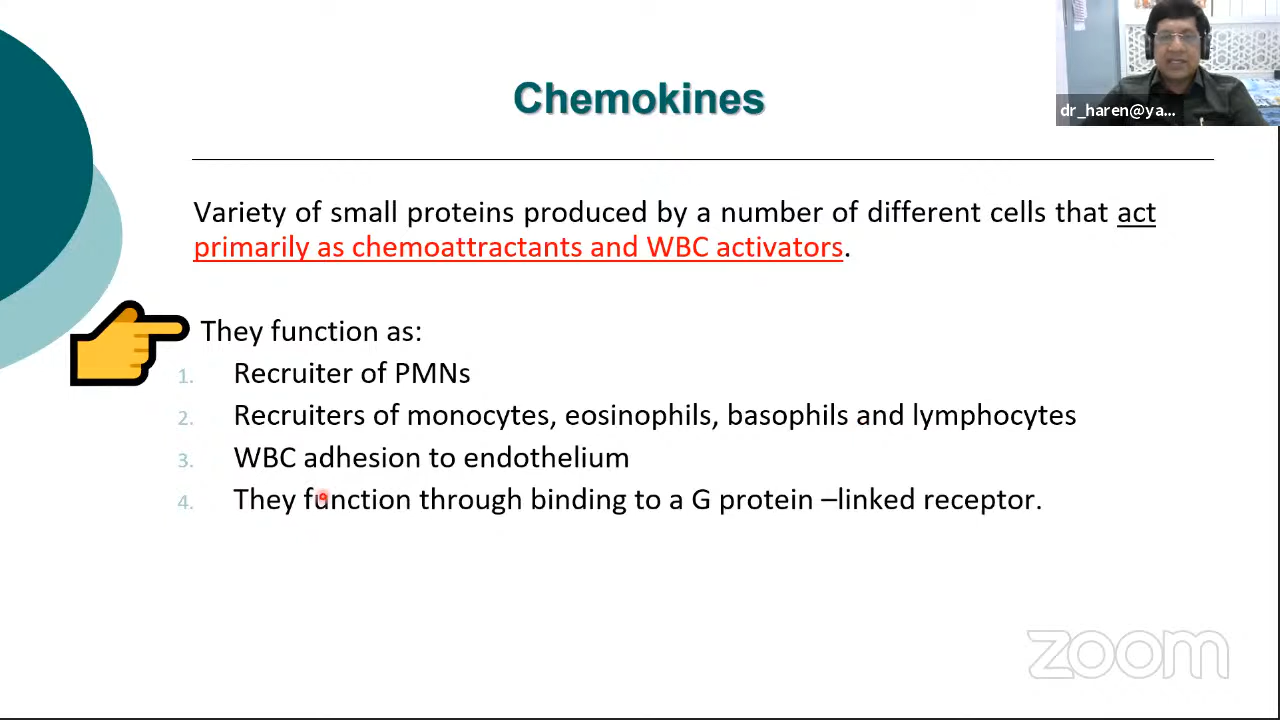 Chemokines
dr_haren@ya...
Variety of small proteins produced by a number of different cells that act
primarily as chemoattractants and WBC activators.
They function as:
1. Recruiter of PMNs
2. Recruiters of monocytes, eosinophils, basophils and lymphocytes
3. WBC adhesion to endothelium
4. They function through binding to a G protein –linked receptor.
zoom